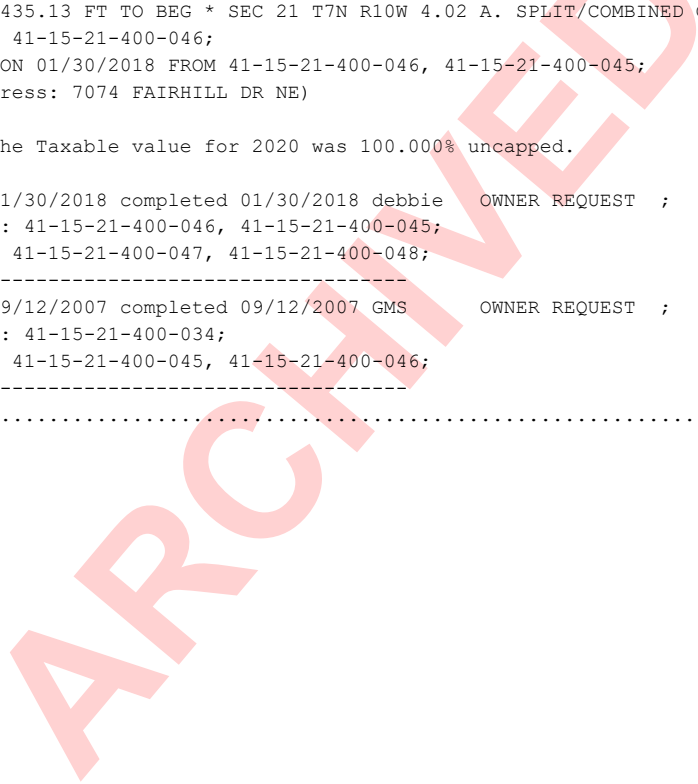 435.13 FT TO BEG * SEC 21 T7N R10W 4.02 A. SPLIT/COMBINED
41-15-21-400-046;
ON 01/30/2018 FROM 41-15-21-400-046, 41-15-21-400-045;
ress: 7074 FAIRHILL DR NE)
he Taxable value for 2020 was 100.000% uncapped.
1/30/2018 completed 01/30/2018 debbie OWNER REQUEST ;
: 41-15-21-400-046, 41-15-21-400-045;
41-15-21-400-047, 41-15-21-400-048;
----------------------------------
9/12/2007 completed 09/12/2007 GMS OWNER REQUEST ;
: 41-15-21-400-034;
41-15-21-400-045, 41-15-21-400-046;
----------------------------------
..........................................................
ARCHIVED